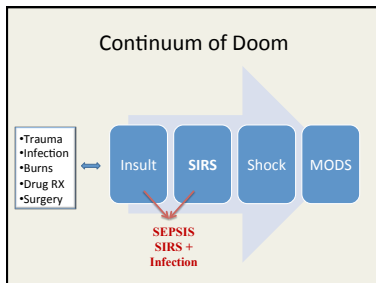 Continuum of Doom
•Trauma
•Infection
•Burns
•Drug RX
•Surgery
Insult
SIRS
Shock
MODS
SEPSIS
SIRS +
Infection